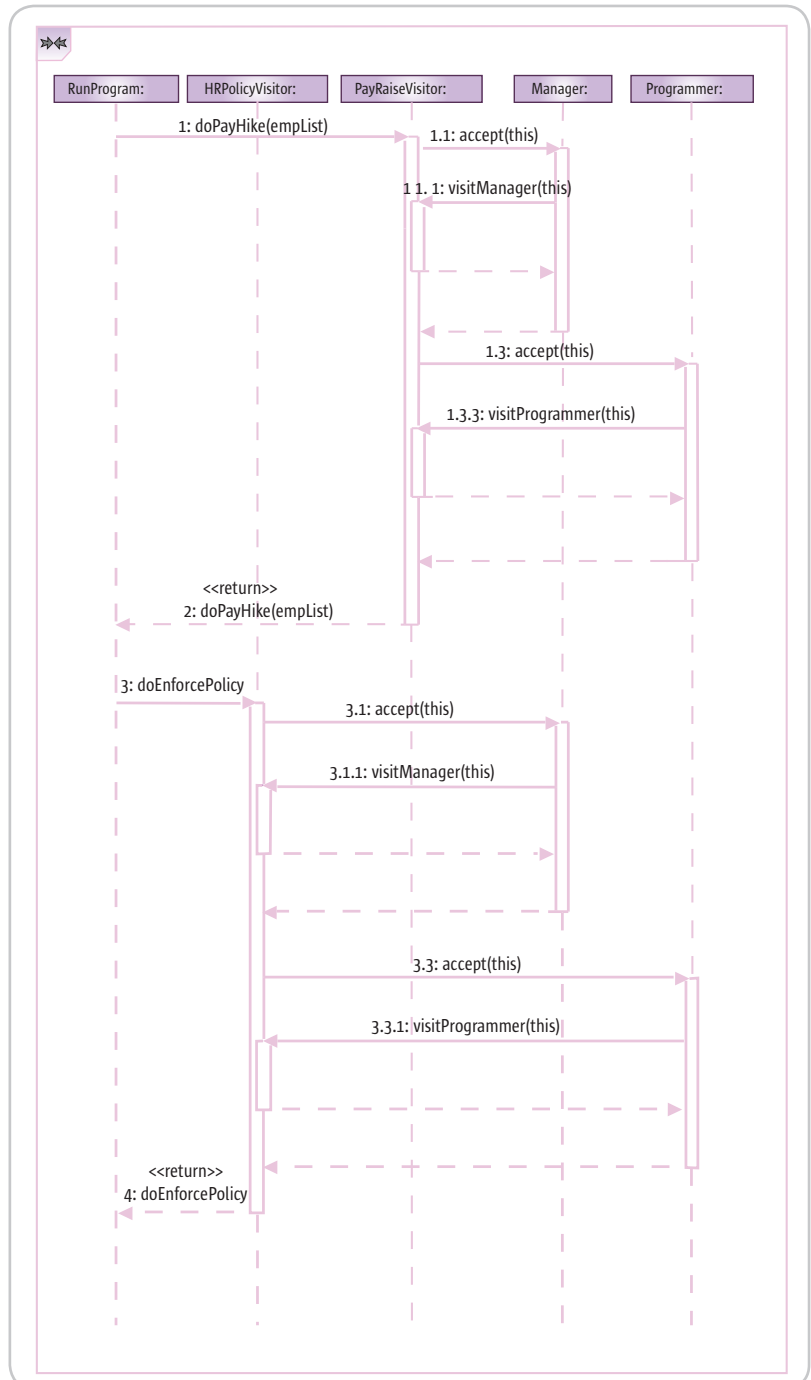 RunProgram: HRPolicyVisitor: PayRaiseVisitor: Manager: Programmer:
1: doPayHike(empList)
1.1: accept(this)
1 1. 1: visitManager(this)
1.3: accept(this)
1.3.3: visitProgrammer(this)
<<return>>
2: doPayHike(empList)
3: doEnforcePolicy
3.1: accept(this)
3.1.1: visitManager(this)
3.3: accept(this)
3.3.1: visitProgrammer(this)
<<return>>
4: doEnforcePolicy